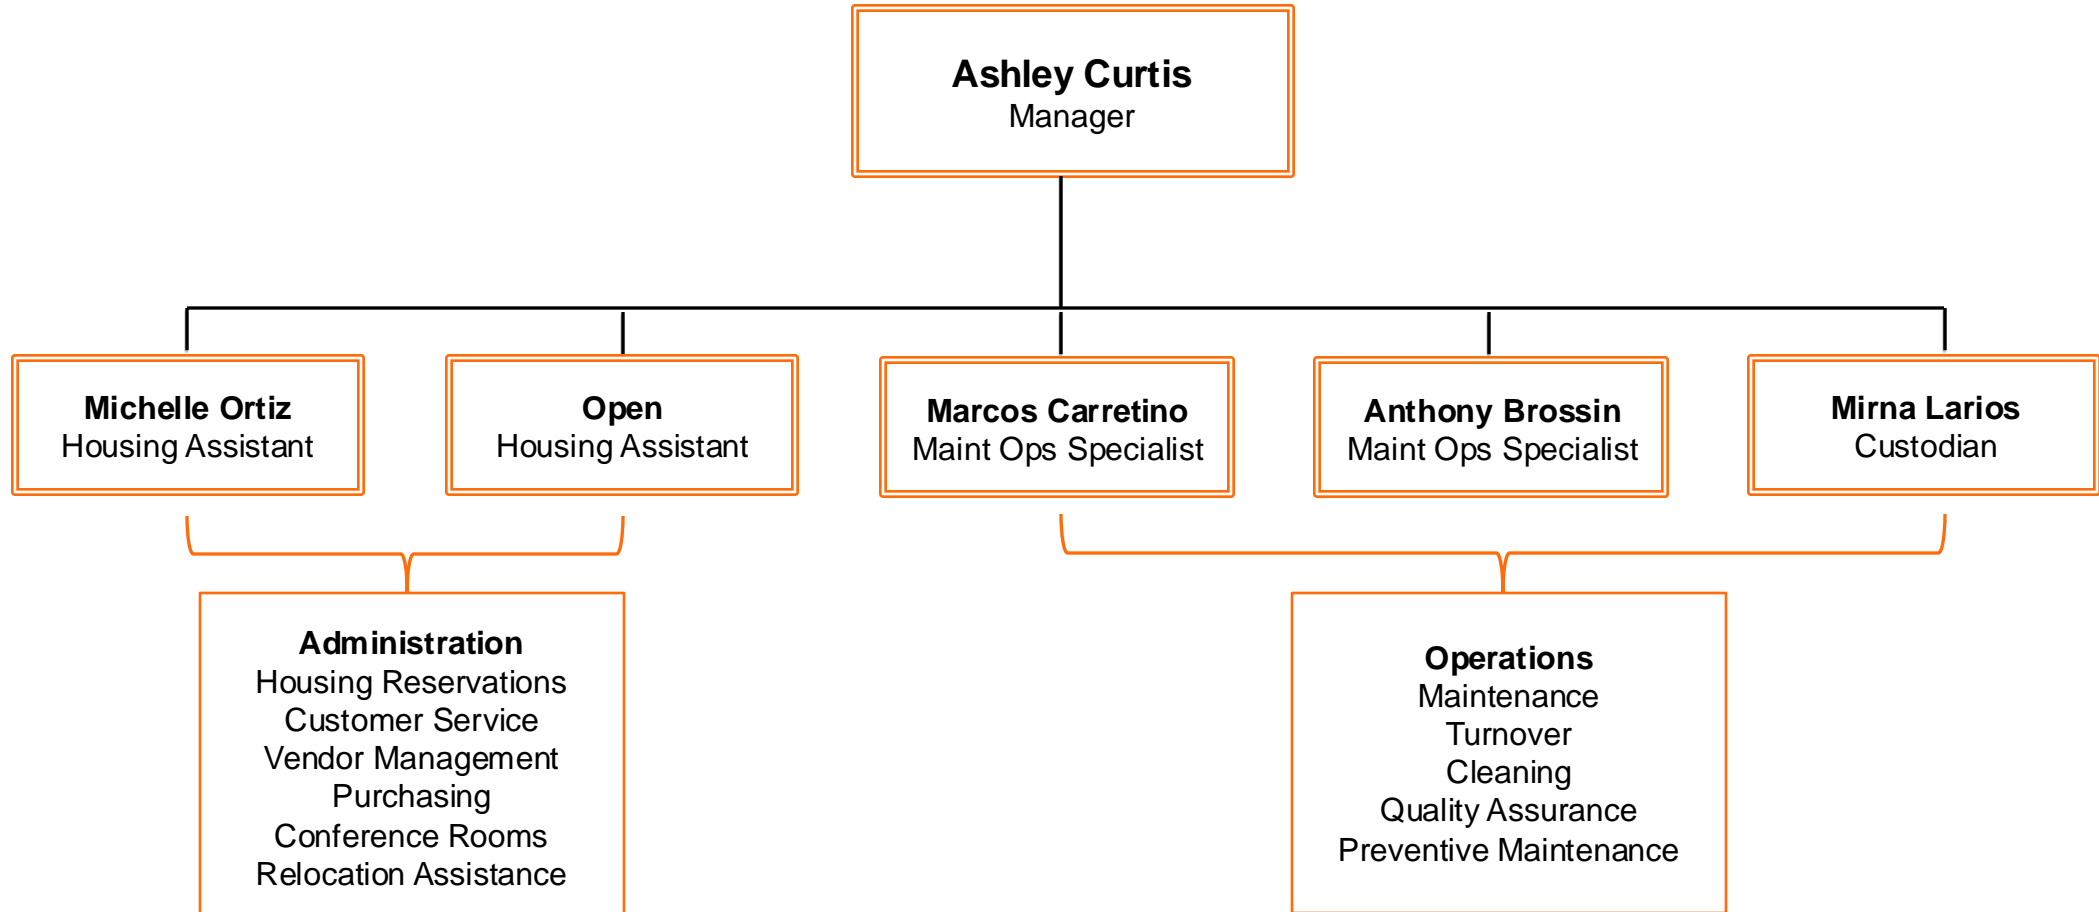 Ashley Curtis
Manager
Michelle Ortiz
Housing Assistant
Open
Housing Assistant
Marcos Carretino
Maint Ops Specialist
Anthony Brossin
Maint Ops Specialist
Mirna Larios
Custodian
Administration
Housing Reservations
Customer Service
Vendor Management
Purchasing
Conference Rooms
Relocation Assistance
Operations
Maintenance
Turnover
Cleaning
Quality Assurance
Preventive Maintenance